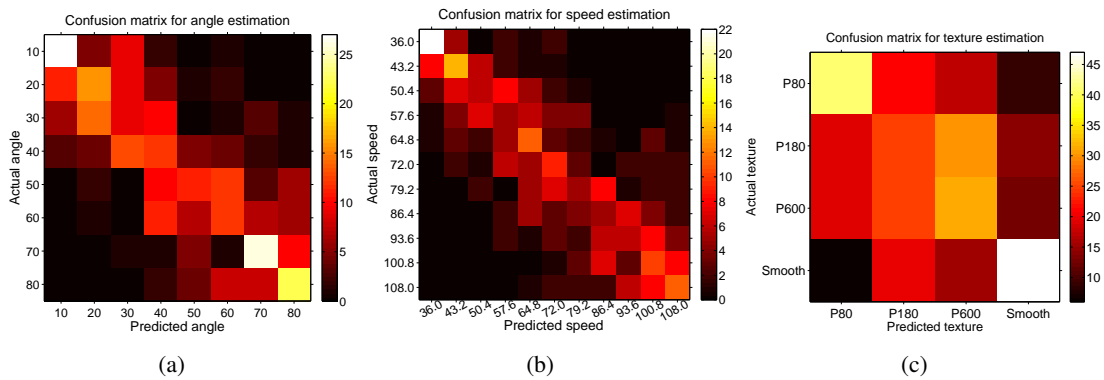 Confusion matrix for angle estimation
Actual angle
10
20
30
40
50
60
70
80
10 20 30 40 50 60 70 80
Predicted angle
25
20
15
10
5
0
(a)
Confusion matrix for speed estimation
Actual speed
36.0
43.2
50.4
57.6
64.8
72.0
79.2
86.4
93.6
100.8
108.0
36.0 43.2 50.4 57.6 64.8 72.0 79.2 86.4 93.6 100.8 108.0
Predicted speed
22
20
18
16
14
12
10
8
6
4
2
0
(b)
Confusion matrix for texture estimation
Actual texture
P80
P180
P600
Smooth
P80 P180 P600 Smooth
Predicted texture
45
40
35
30
25
20
15
10
(c)